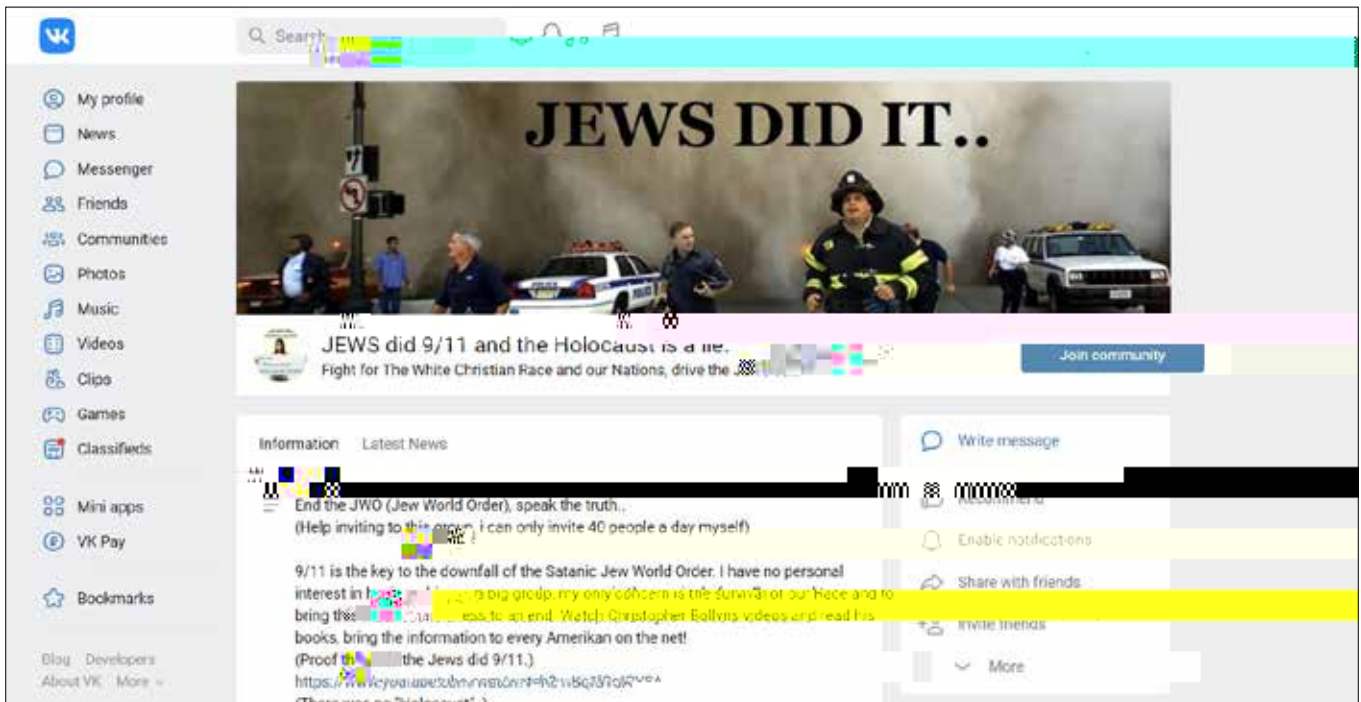 Search
My profile
News
Messenger
Friends
Communities
Photos
Music
Videos
Clips
Games
Classifieds
Mini apps
VK Pay
Bookmarks
Blog Developers
About VK More
JEWS DID IT..
JEWS did 9/11 and the Holocaust is a lie.
Fight for The White Christian Race and our Nations, drive the
Join community
Information Latest News
End the JWO (Jew World Order), speak the truth..
(Help inviting to this group, i can only invite 40 people a day myself)
9/11 is the key to the downfall of the Satanic Jew World Order. I have no personal
interest in big group, my only concern is the survival of our Race and to
bring to an end. Watch Christopher Bollyns videos and read his
books, bring the information to every Amerikan on the net!
(Proof the Jews did 9/11.)
(There was no "Holocaust".)
Write message
Recommend
Enable notifications
Share with friends
Invite friends
More